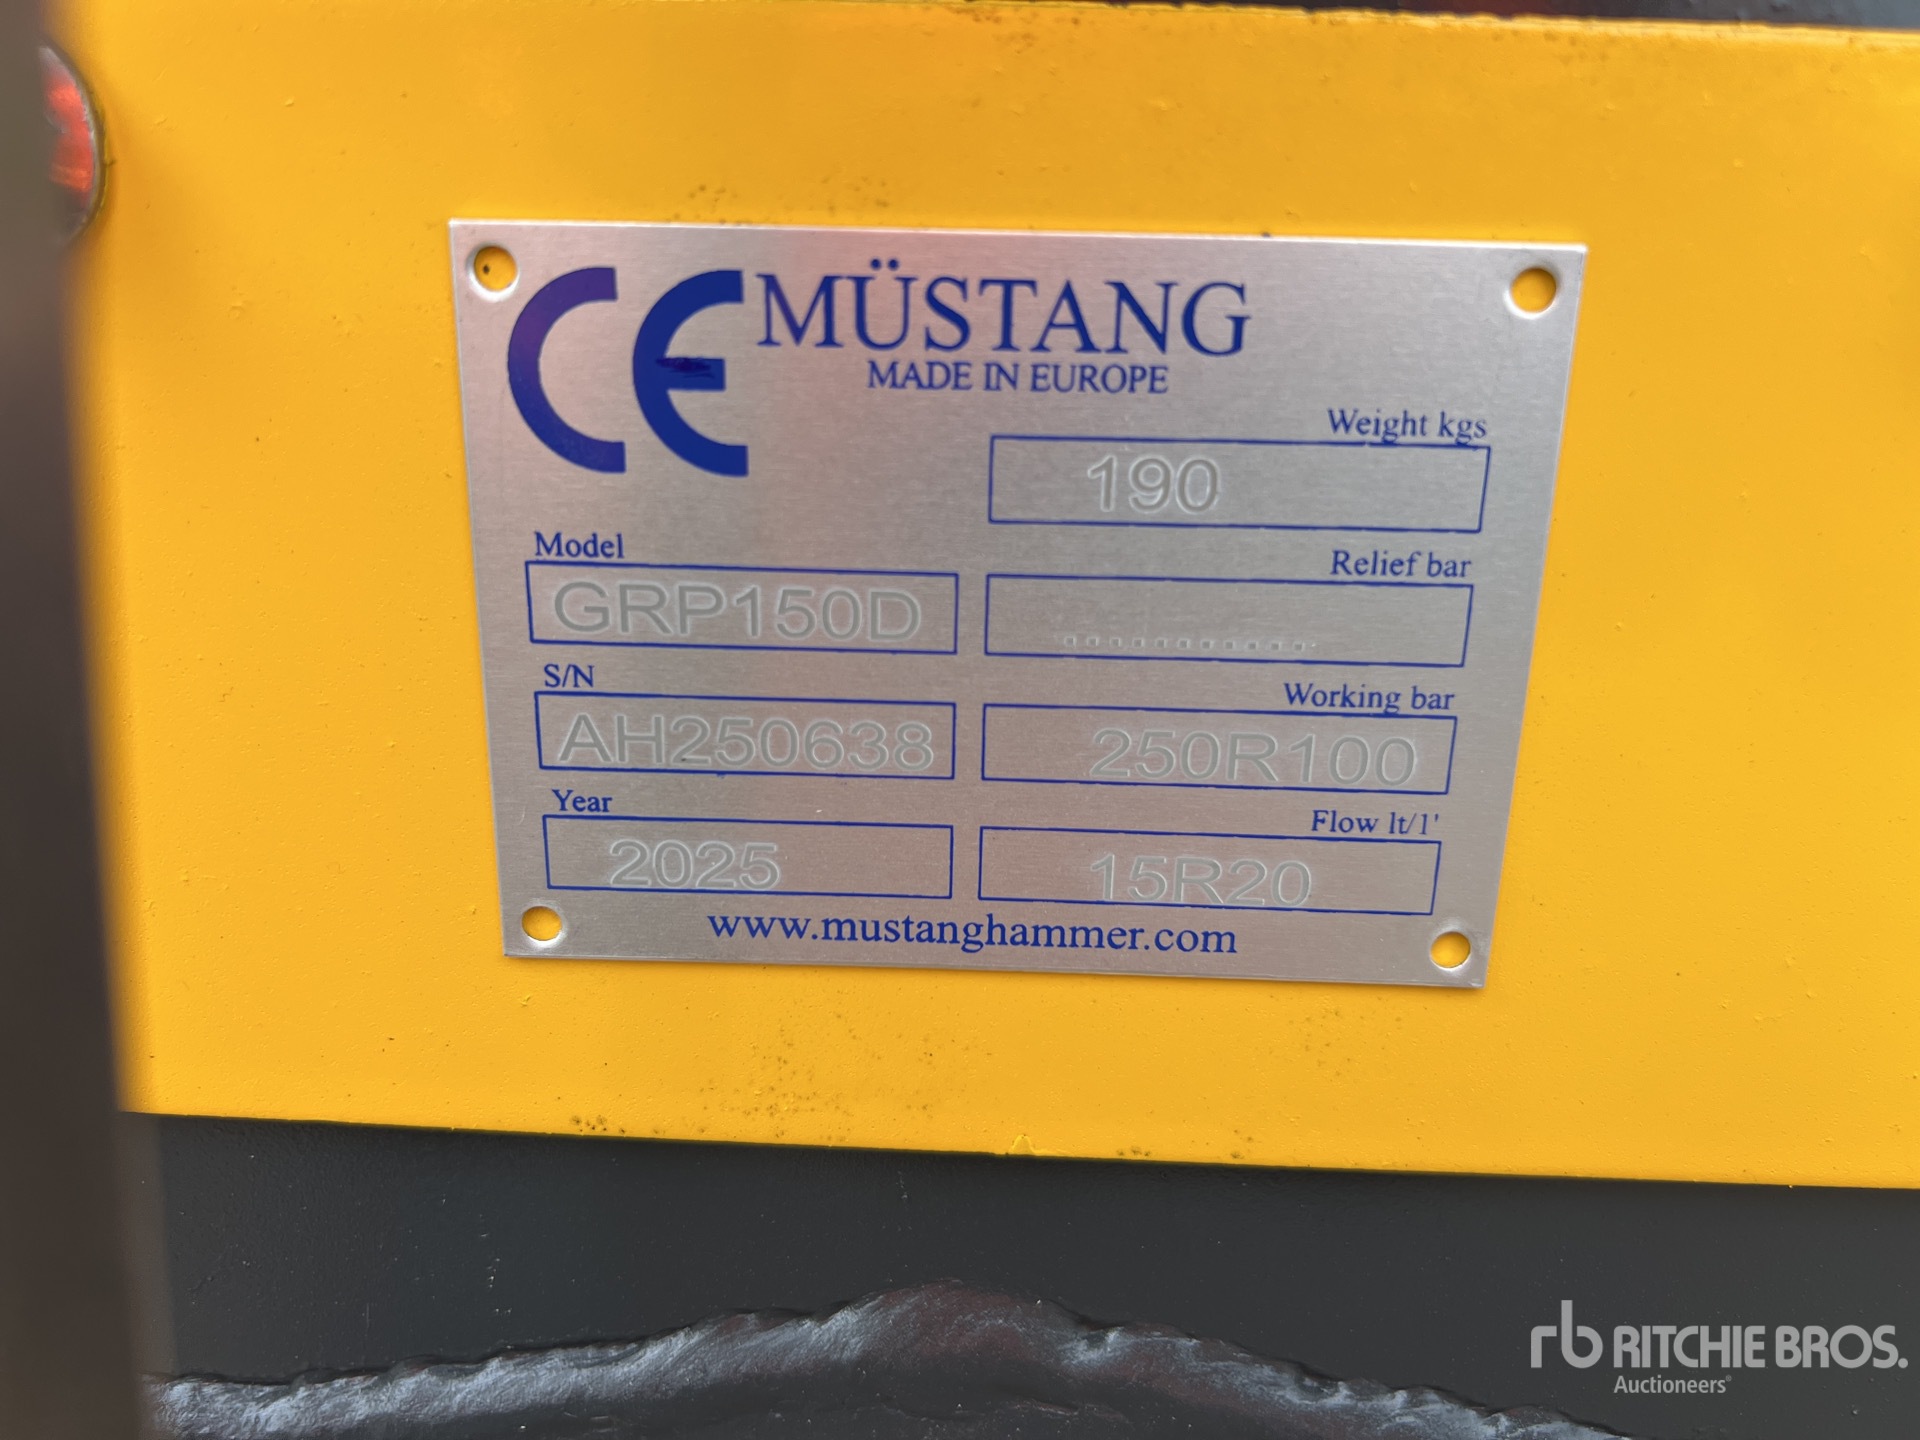 CE MÜSTANG
MADE IN EUROPE
Weight kgs
190
Model
GRP150D
Relief bar
...........
S/N
AH250638
Working bar
250R100
Year
2025
Flow lt/1'
15R20
www.mustanghammer.com
rb RITCHIE BROS.
Auctioneers